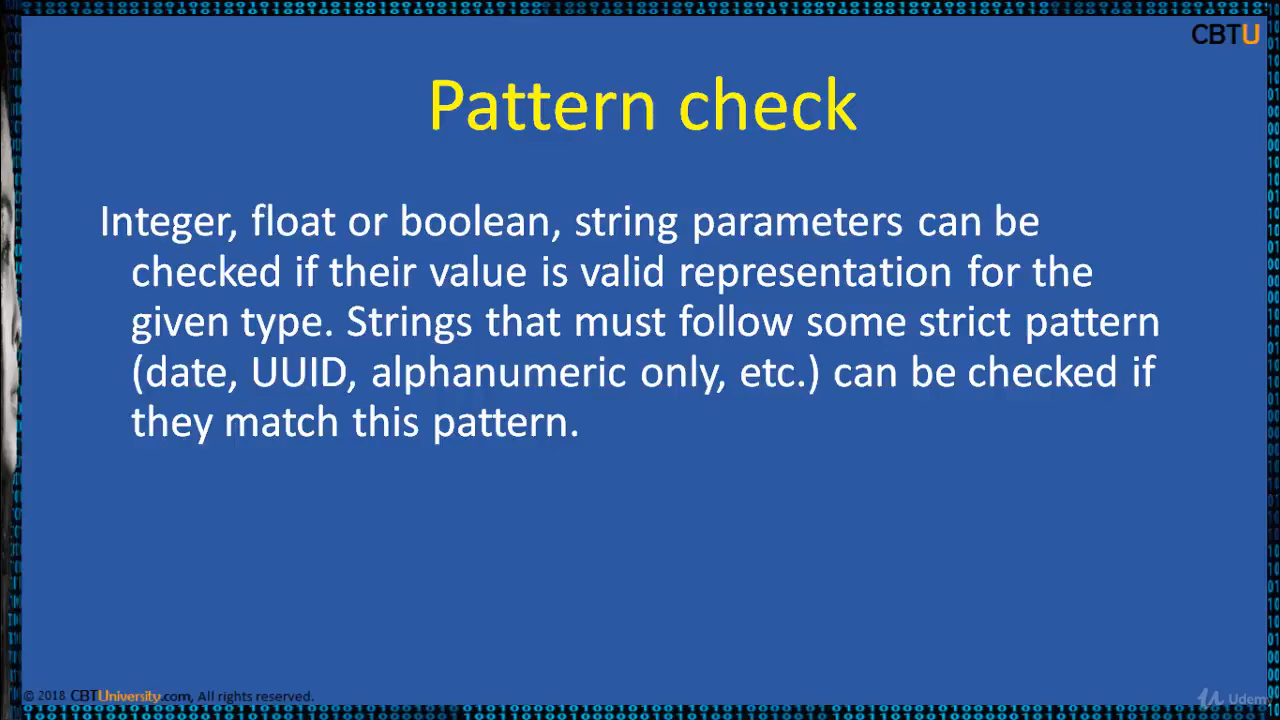 CBTU
Pattern check
Integer, float or boolean, string parameters can be
checked if their value is valid representation for the
given type. Strings that must follow some strict pattern
(date, UUID, alphanumeric only, etc.) can be checked if
they match this pattern.
© 2018 CBTUniversity.com, All rights reserved.
Udemy